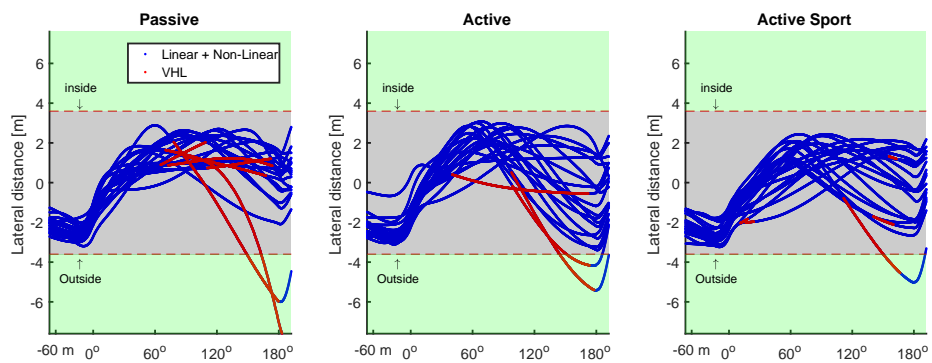 Passive
Lateral distance [m]
6
4
2
0
-2
-4
-6
Linear + Non-Linear
VHL
inside
↓
↑
Outside
-60 m 0° 60° 120° 180°
Active
Lateral distance [m]
6
4
2
0
-2
-4
-6
inside
↓
↑
Outside
-60 m 0° 60° 120° 180°
Active Sport
Lateral distance [m]
6
4
2
0
-2
-4
-6
inside
↓
↑
Outside
-60 m 0° 60° 120° 180°